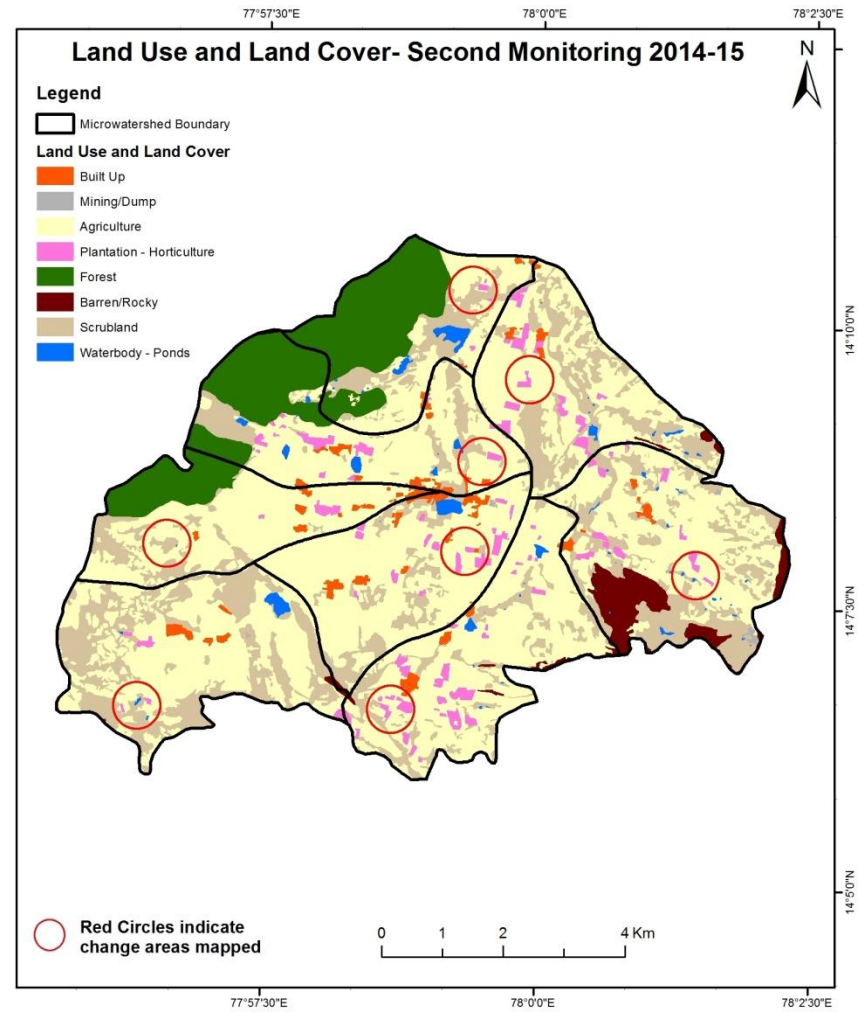 77°57'30"E 78°0'0"E 78°2'30"E
Land Use and Land Cover- Second Monitoring 2014-15
N
Legend
Microwatershed Boundary
Land Use and Land Cover
Built Up
Mining/Dump
Agriculture
Plantation - Horticulture
Forest
Barren/Rocky
Scrubland
Waterbody - Ponds
14°10'0"N
14°7'30"N
14°5'0"N
Red Circles indicate
change areas mapped
0 1 2 4 Km
77°57'30"E 78°0'0"E 78°2'30"E